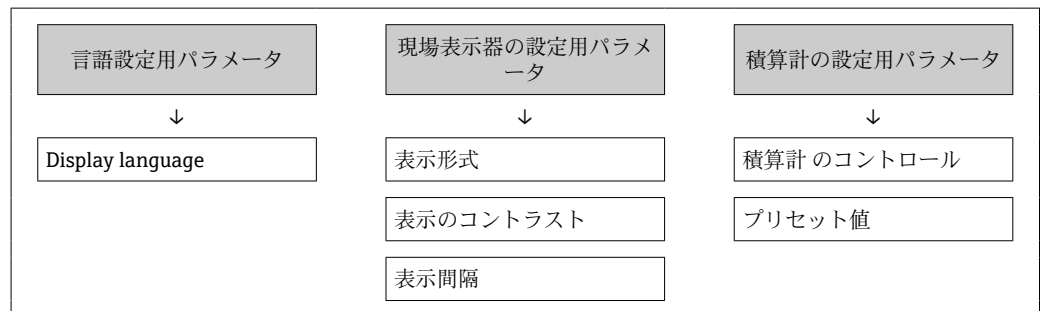 言語設定用パラメータ
↓
Display language
現場表示器の設定用パラメ
ータ
↓
表示形式
表示のコントラスト
表示間隔
積算計の設定用パラメータ
↓
積算計 のコントロール
プリセット値